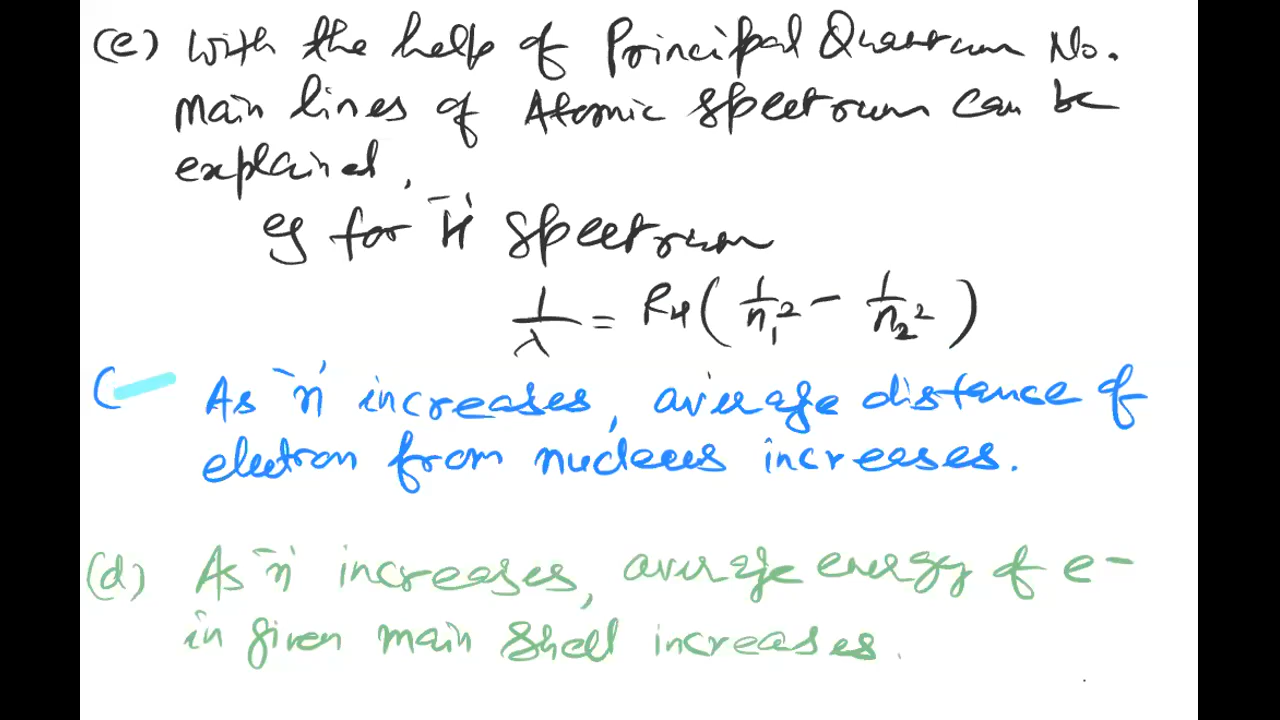 (e) With the help of Principal Quantum No.
main lines of Atomic Spectrum can be
explained.
eg for 'H' Spectrum
1/λ = RH ( 1/n₁² - 1/n₂² )
( As 'n' increases, average distance of
electron from nucleus increases.
(d) As 'n' increases, average energy of e-
in given main shell increases.